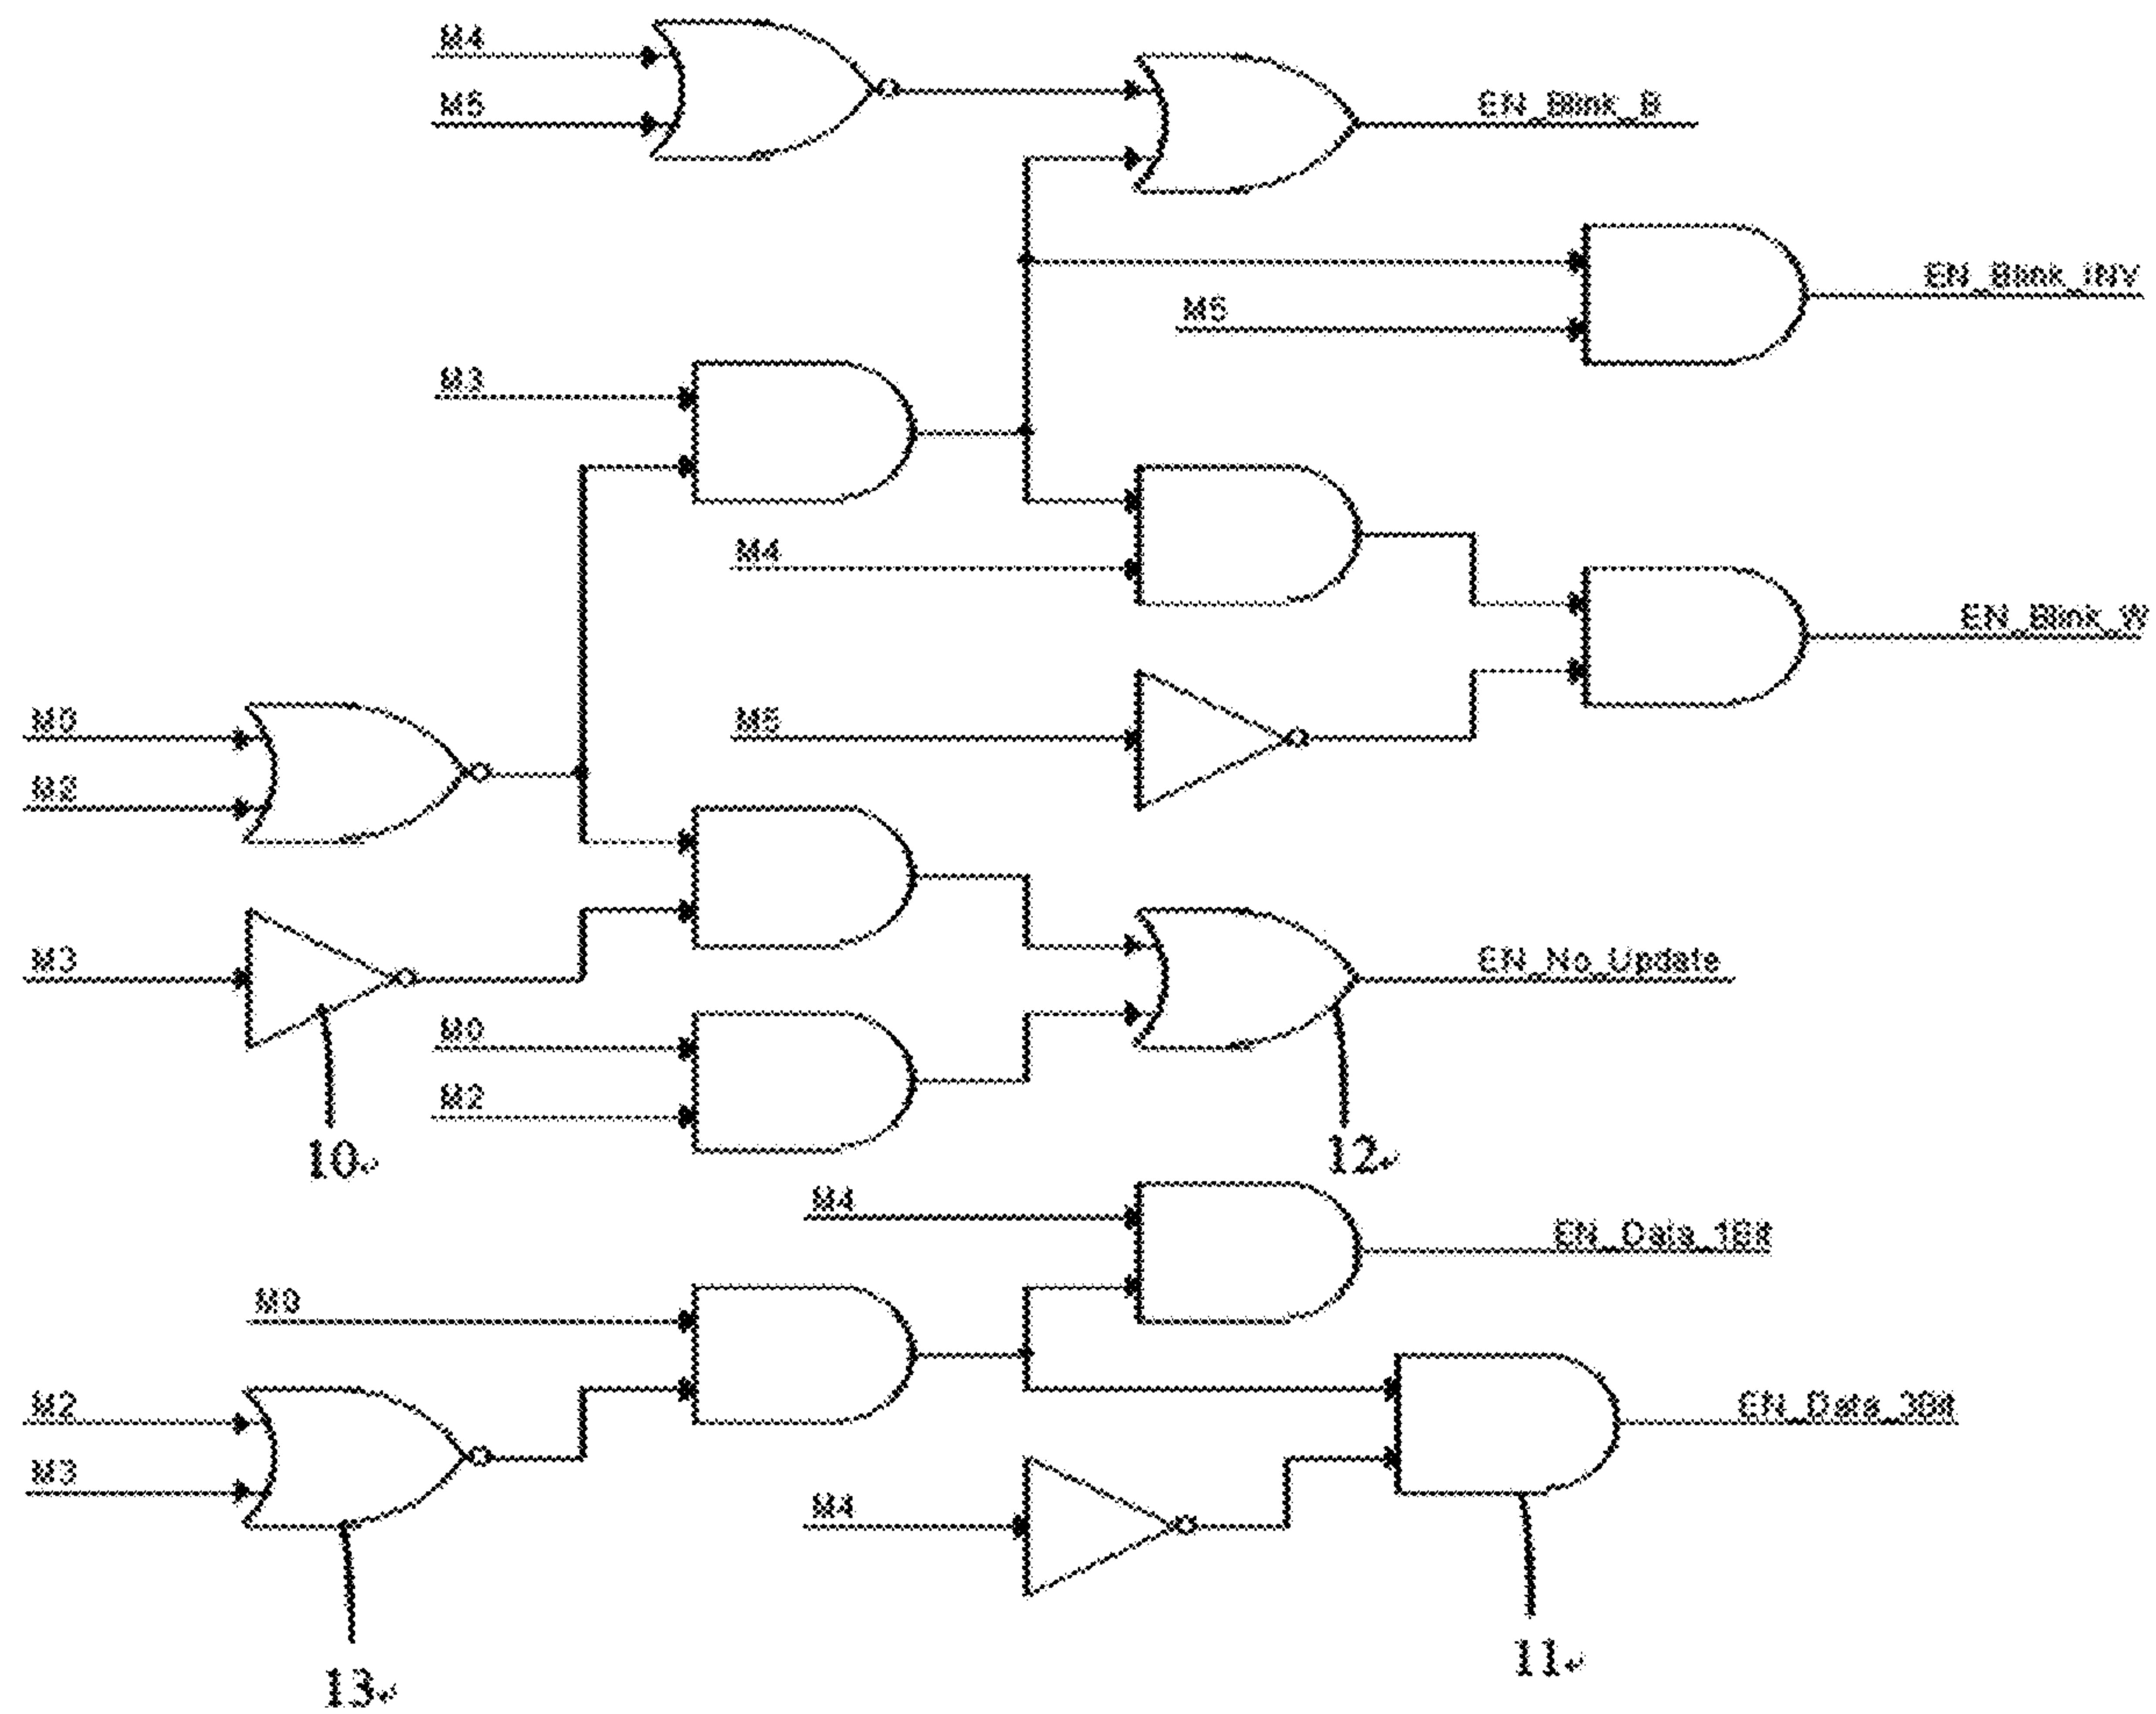 M4
M5
EN_Blink_B
EN_Blink_INV
M5
M3
M4
EN_Blink_W
M0
M2
M5
M3
EN_No_Update
M0
M2
10
12
M4
EN_Data_1Bit
M0
M2
EN_Data_3Bit
M3
M4
13
11